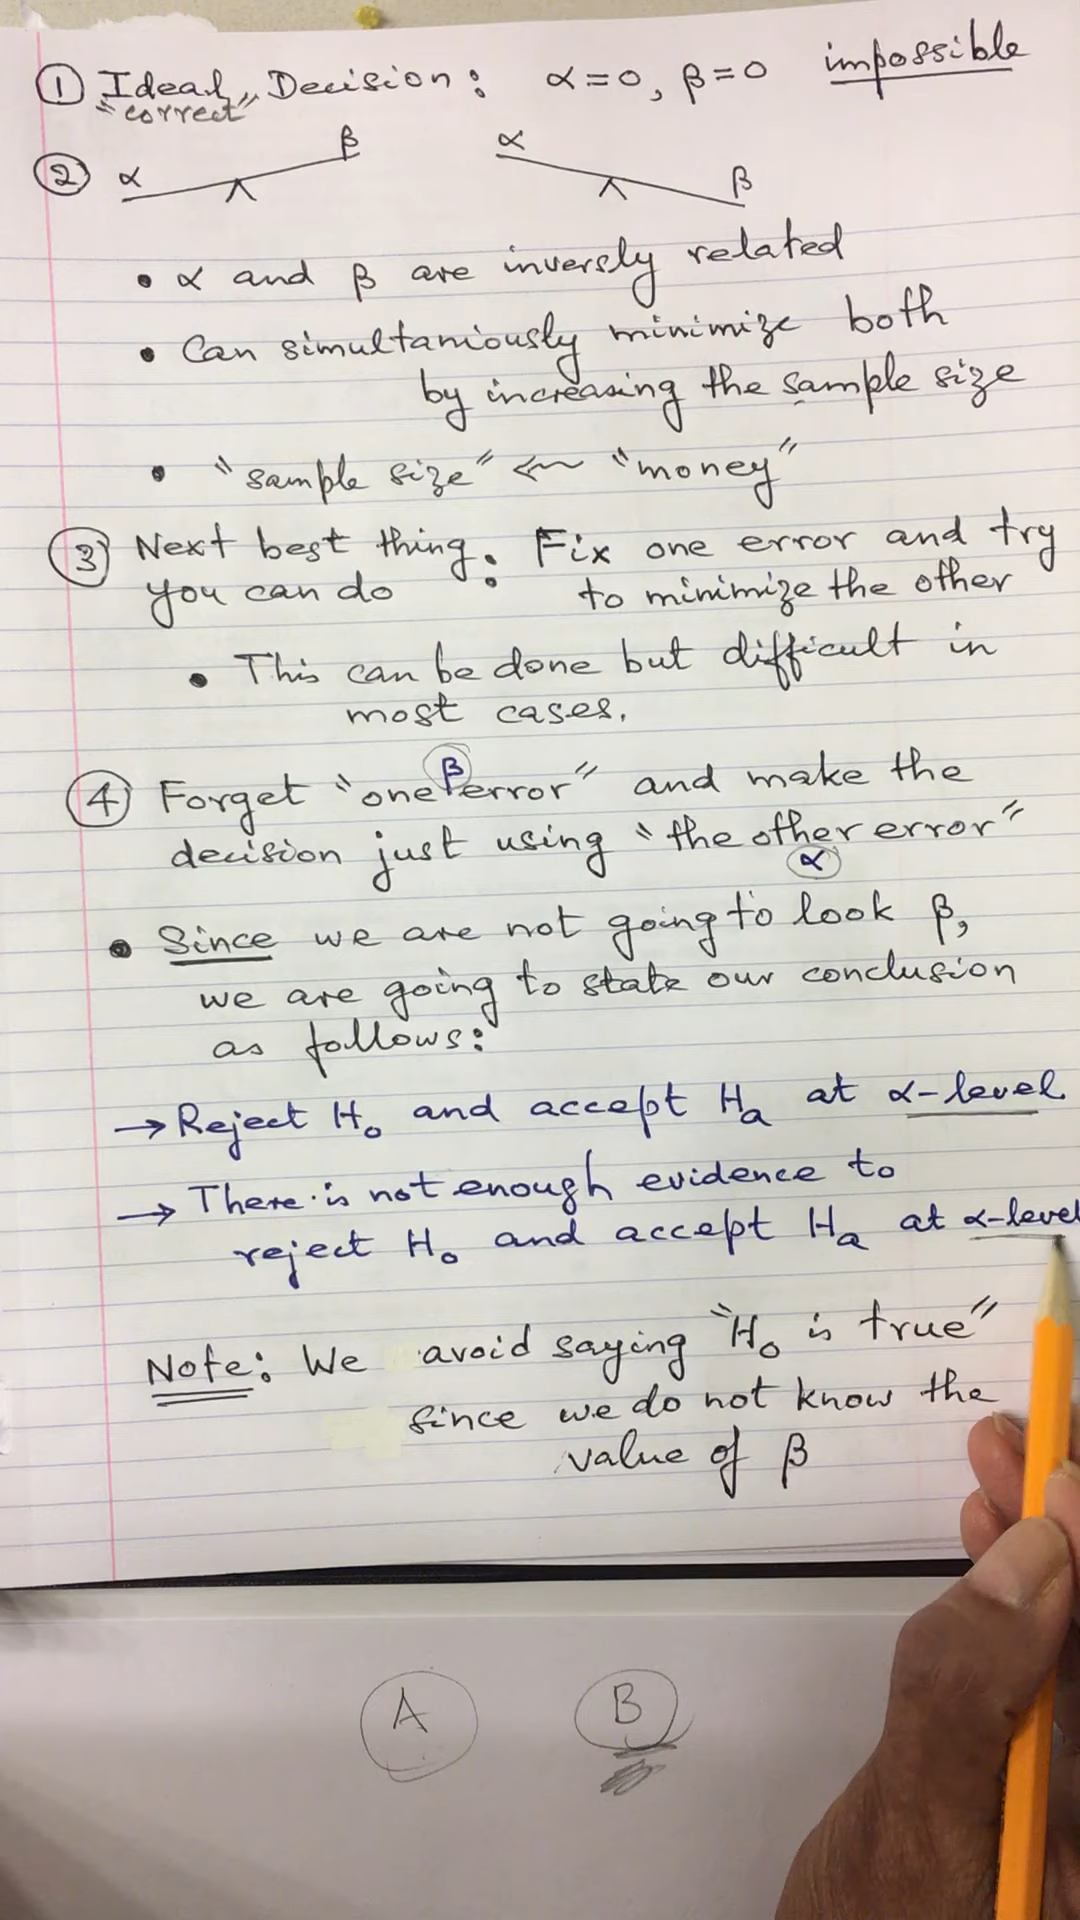 ① Ideal, Decision: α=0, β=0 impossible
"correct"
② α β α β
• α and β are inversly related
• Can simultaniously minimize both
by increasing the sample size
• "sample size" ← "money"
③ Next best thing: Fix one error and try
you can do to minimize the other
• This can be done but difficult in
most cases.
β
④ Forget "one error" and make the
decision just using "the other error"
α
• Since we are not going to look β,
we are going to state our conclusion
as follows:
→ Reject H₀ and accept Hₐ at α-level.
→ There is not enough evidence to
reject H₀ and accept Hₐ at α-level
Note: We avoid saying "H₀ is true"
since we do not know the
value of β
A B